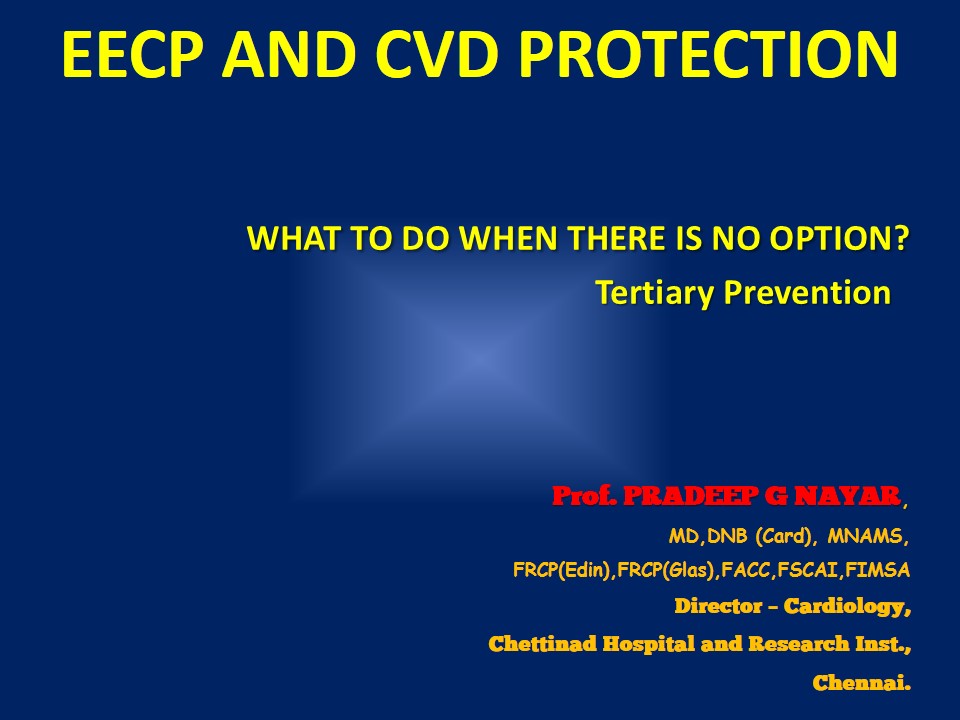 EECP AND CVD PROTECTION
WHAT TO DO WHEN THERE IS NO OPTION?
Tertiary Prevention
Prof. PRADEEP G NAYAR,
MD,DNB (Card), MNAMS,
FRCP(Edin),FRCP(Glas),FACC,FSCAI,FIMSA
Director – Cardiology,
Chettinad Hospital and Research Inst.,
Chennai.